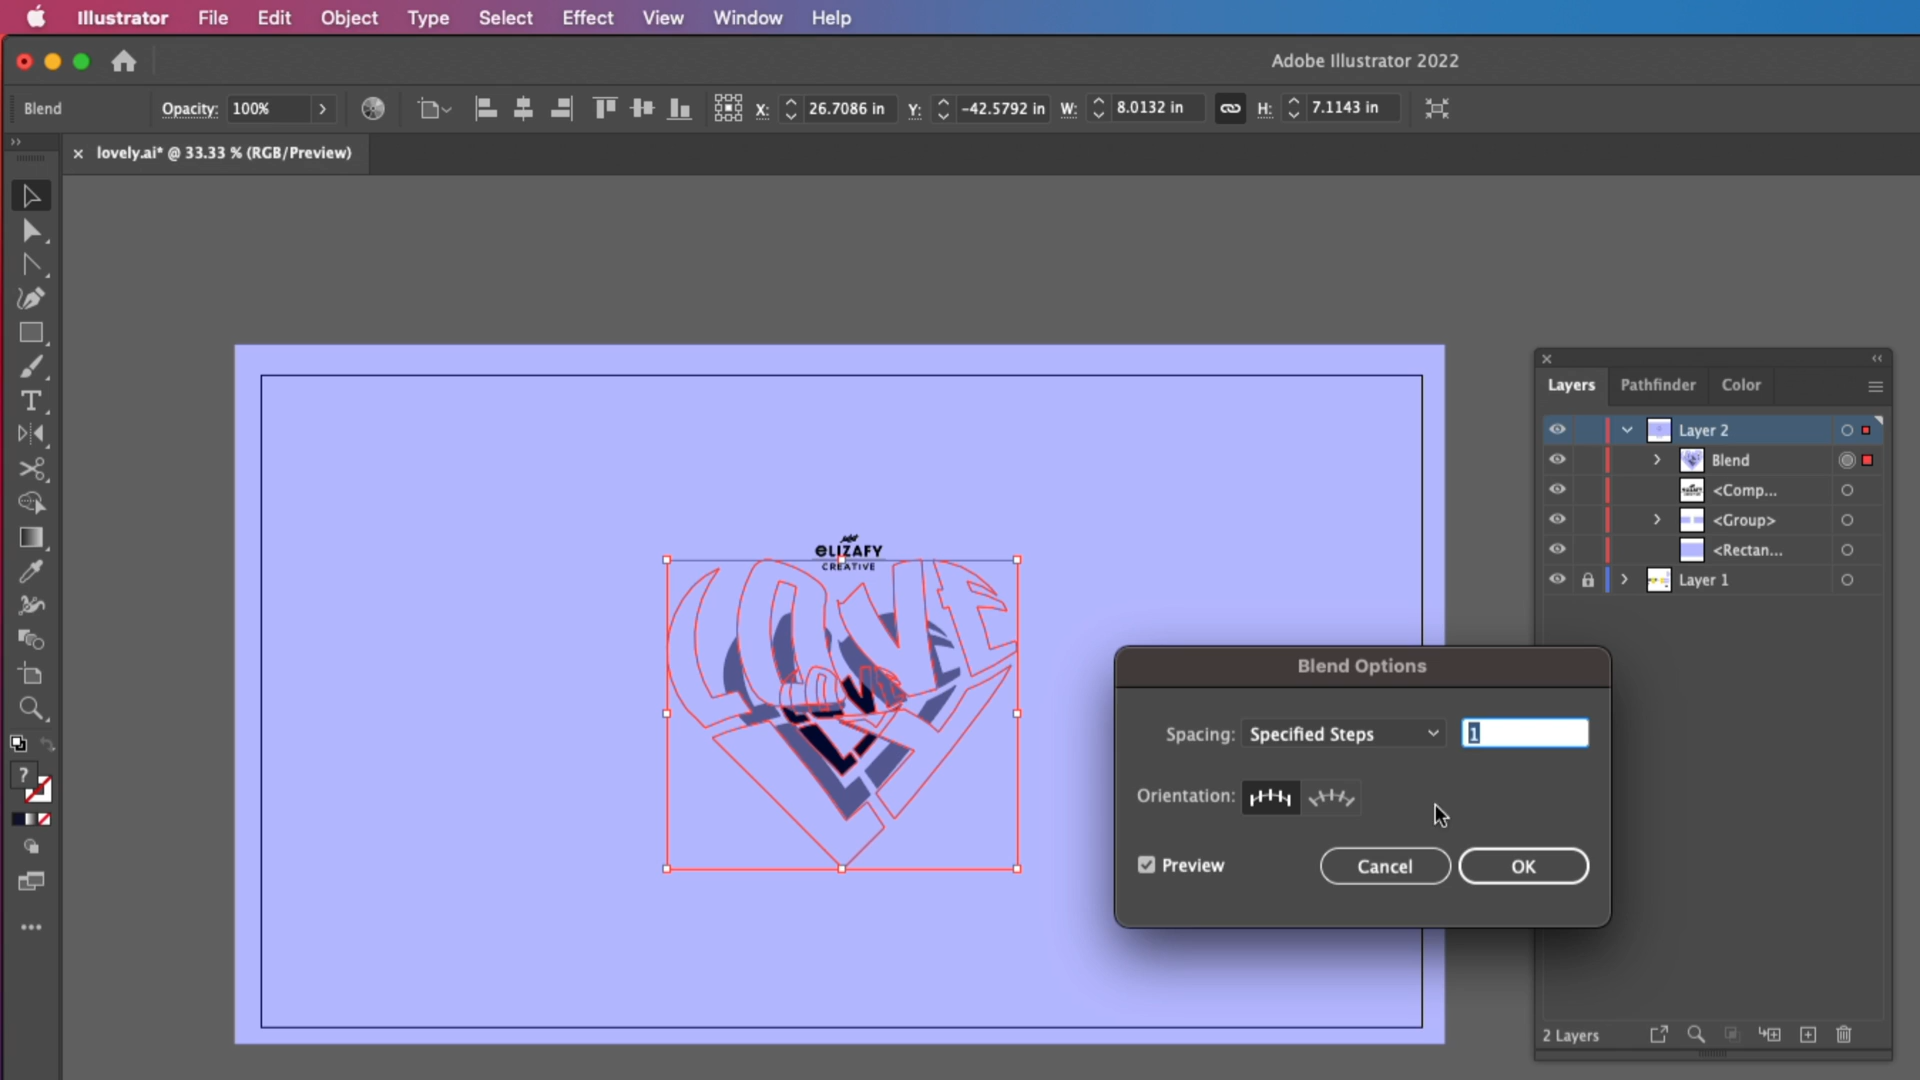 Illustrator File Edit Object Type Select Effect View Window Help
Adobe Illustrator 2022
Blend Opacity: 100% X: 26.7086 in Y: -42.5792 in W: 8.0132 in H: 7.1143 in
lovely.ai* @ 33.33 % (RGB/Preview)
eLIZAFY
CREATIVE
LOVE
LOVE
Layers Pathfinder Color
Layer 2
Blend
<Comp...
<Group>
<Rectan...
Layer 1
2 Layers
Blend Options
Spacing: Specified Steps 1
Orientation:
Preview Cancel OK
?